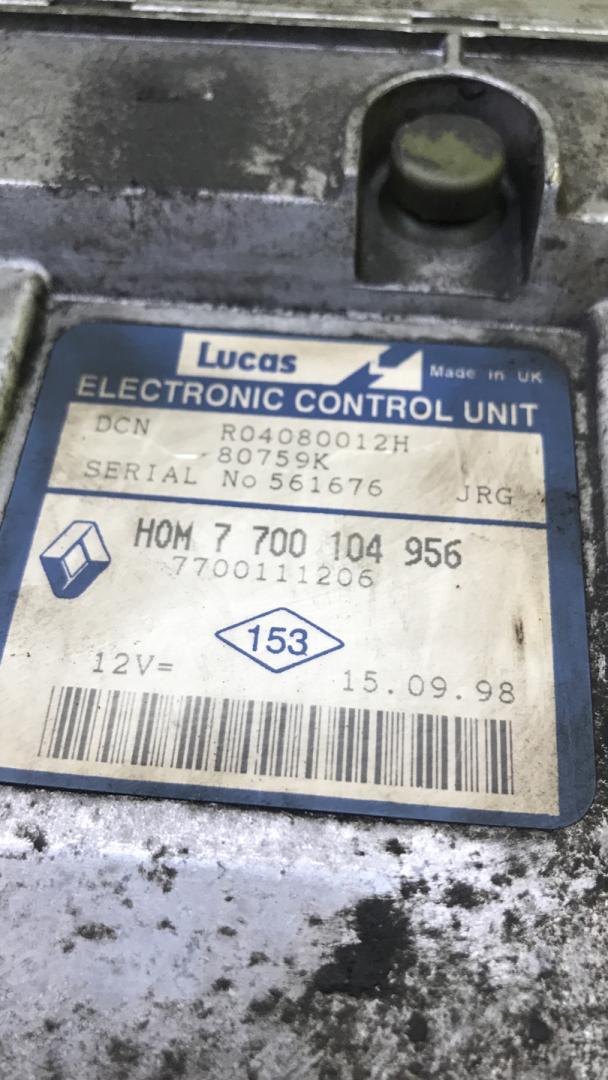 Lucas
Made in UK
ELECTRONIC CONTROL UNIT
DCN R04080012H
80759K
SERIAL No 561676 JRG
HOM 7 700 104 956
7700111206
153
12V= 15.09.98